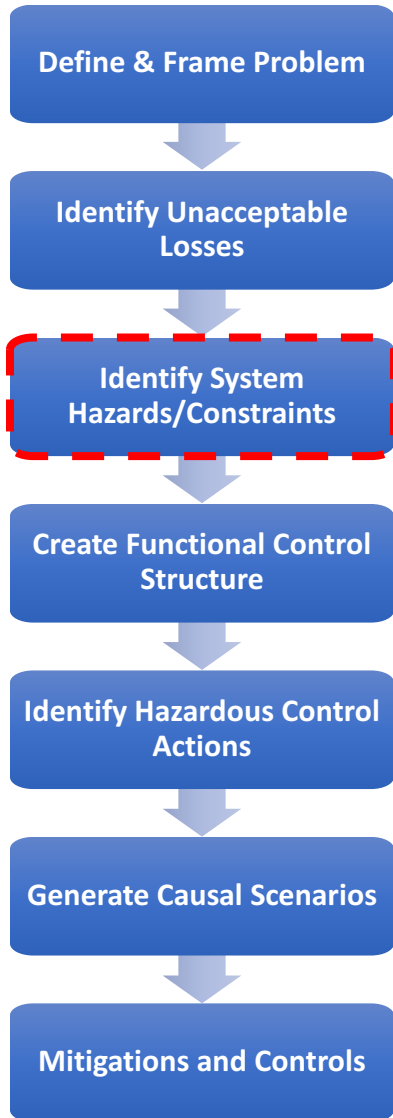 Define & Frame Problem
Identify Unacceptable
Losses
Identify System
Hazards/Constraints
Create Functional Control
Structure
Identify Hazardous Control
Actions
Generate Causal Scenarios
Mitigations and Controls